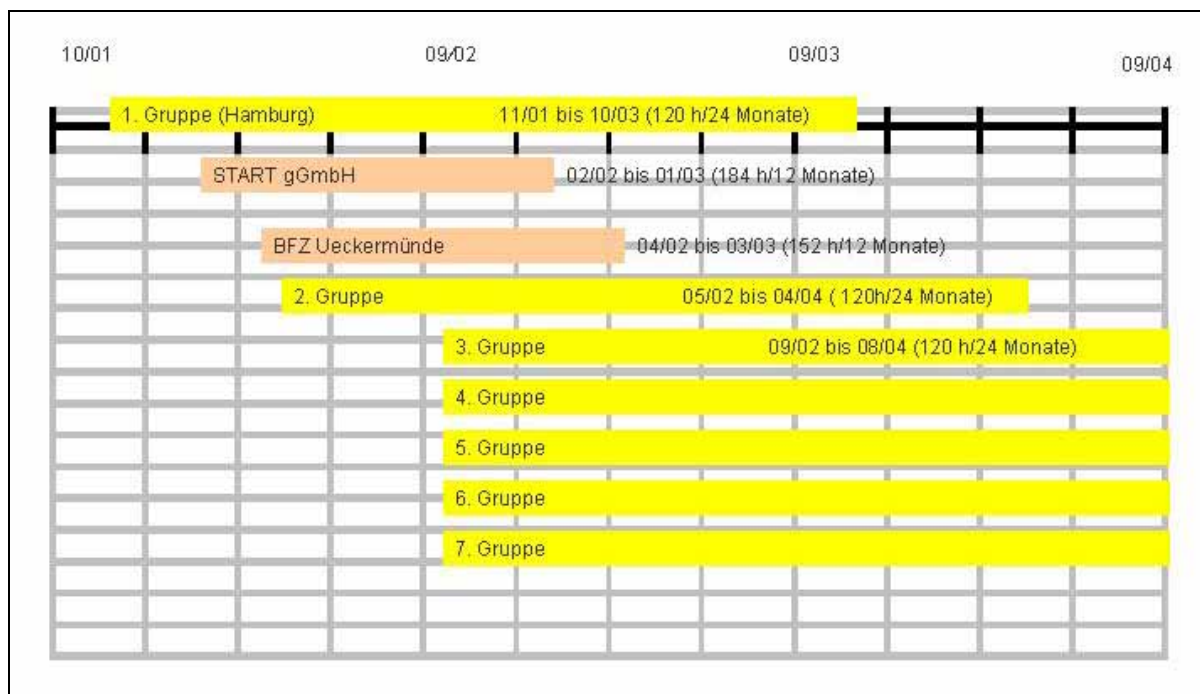 10/01 09/02 09/03 09/04
1. Gruppe (Hamburg) 11/01 bis 10/03 (120 h/24 Monate)
START gGmbH 02/02 bis 01/03 (184 h/12 Monate)
BFZ Ueckermünde 04/02 bis 03/03 (152 h/12 Monate)
2. Gruppe 05/02 bis 04/04 ( 120h/24 Monate)
3. Gruppe 09/02 bis 08/04 (120 h/24 Monate)
4. Gruppe
5. Gruppe
6. Gruppe
7. Gruppe